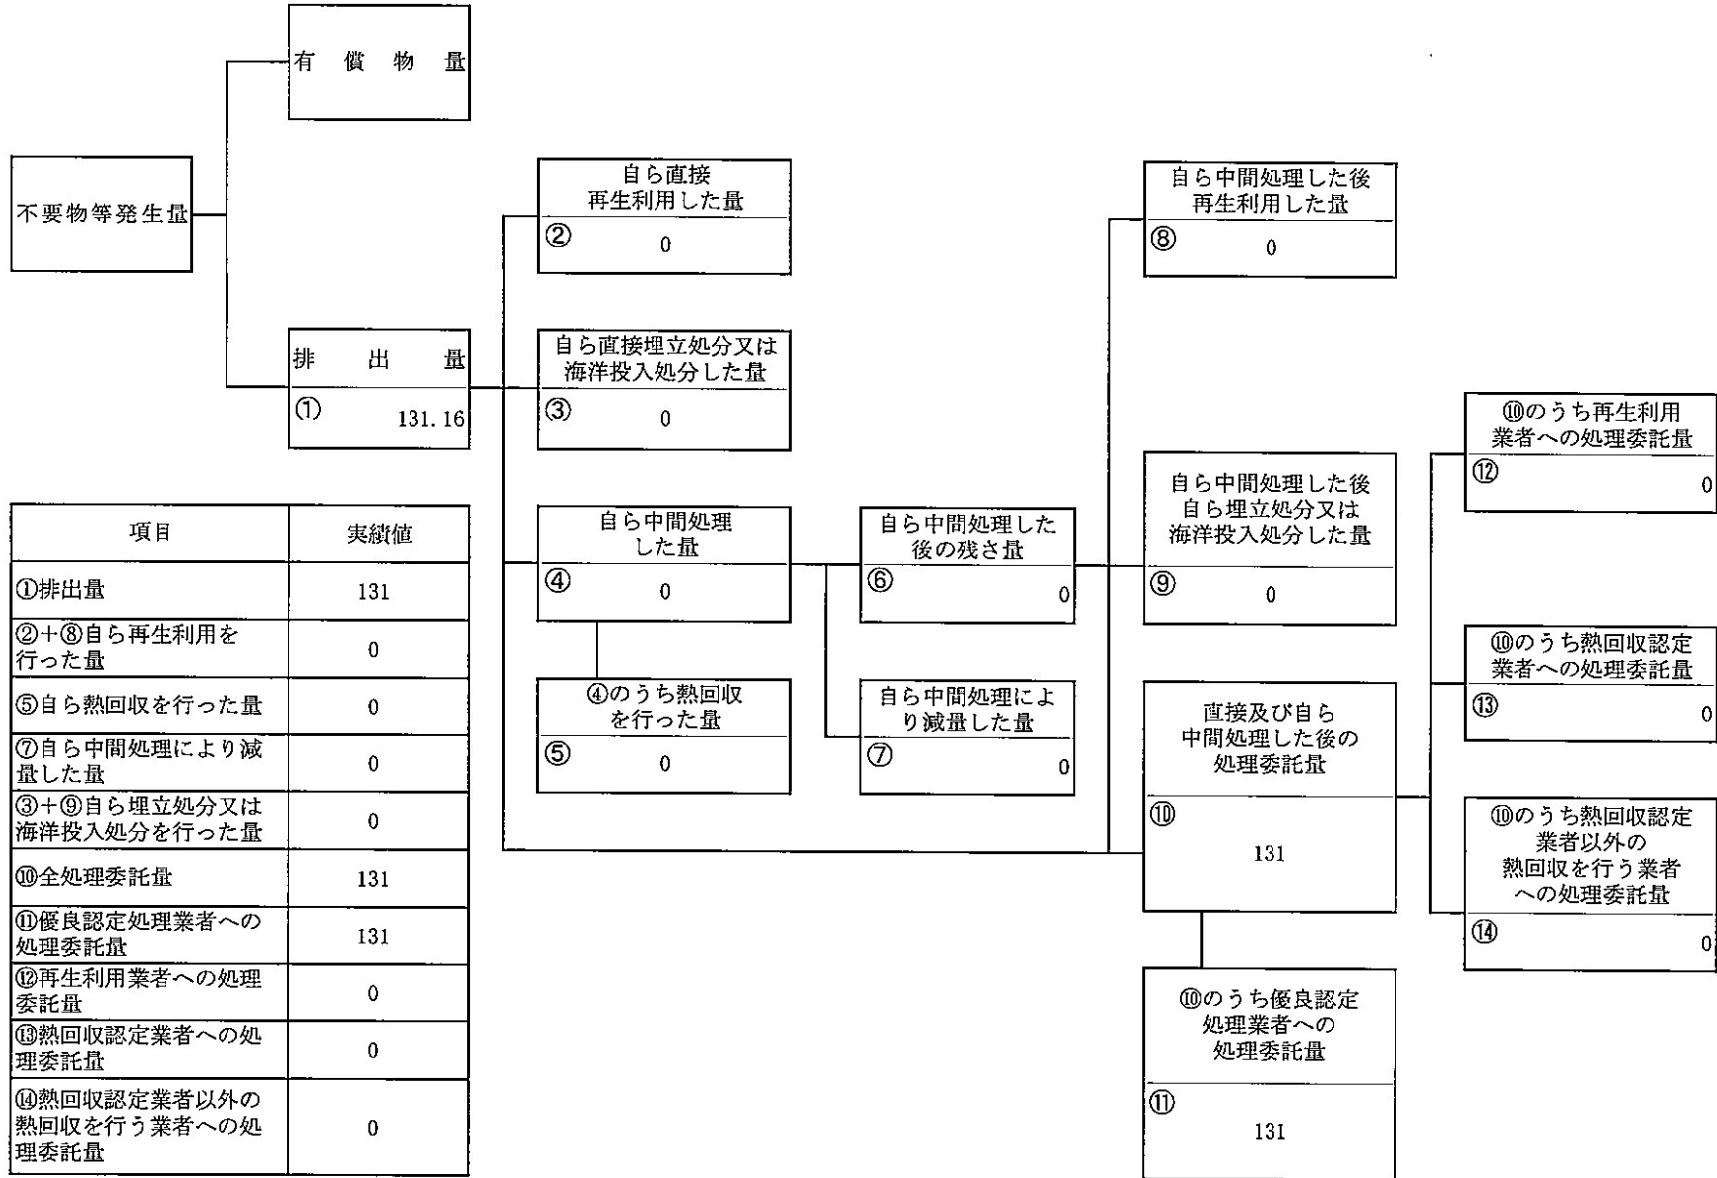 有償物量
不要物等発生量
排出量
①
131.16
自ら直接
再生利用した量
②
0
自ら直接埋立処分又は
海洋投入処分した量
③
0
自ら中間処理
した量
④
0
④のうち熱回収
を行った量
⑤
0
自ら中間処理した
後の残さ量
⑥
0
自ら中間処理によ
り減量した量
⑦
0
自ら中間処理した後
再生利用した量
⑧
0
自ら中間処理した後
自ら埋立処分又は
海洋投入処分した量
⑨
0
直接及び自ら
中間処理した後の
処理委託量
⑩
131
⑩のうち優良認定
処理業者への
処理委託量
⑪
131
⑩のうち再生利用
業者への処理委託量
⑫
0
⑩のうち熱回収認定
業者への処理委託量
⑬
0
⑩のうち熱回収認定
業者以外の
熱回収を行う業者
への処理委託量
⑭
0
項目 実績値
①排出量 131
②+⑧自ら再生利用を
行った量 0
⑤自ら熱回収を行った量 0
⑦自ら中間処理により減
量した量 0
③+⑨自ら埋立処分又は
海洋投入処分を行った量 0
⑩全処理委託量 131
⑪優良認定処理業者への
処理委託量 131
⑫再生利用業者への処理
委託量 0
⑬熱回収認定業者への処
理委託量 0
⑭熱回収認定業者以外の
熱回収を行う業者への処
理委託量 0